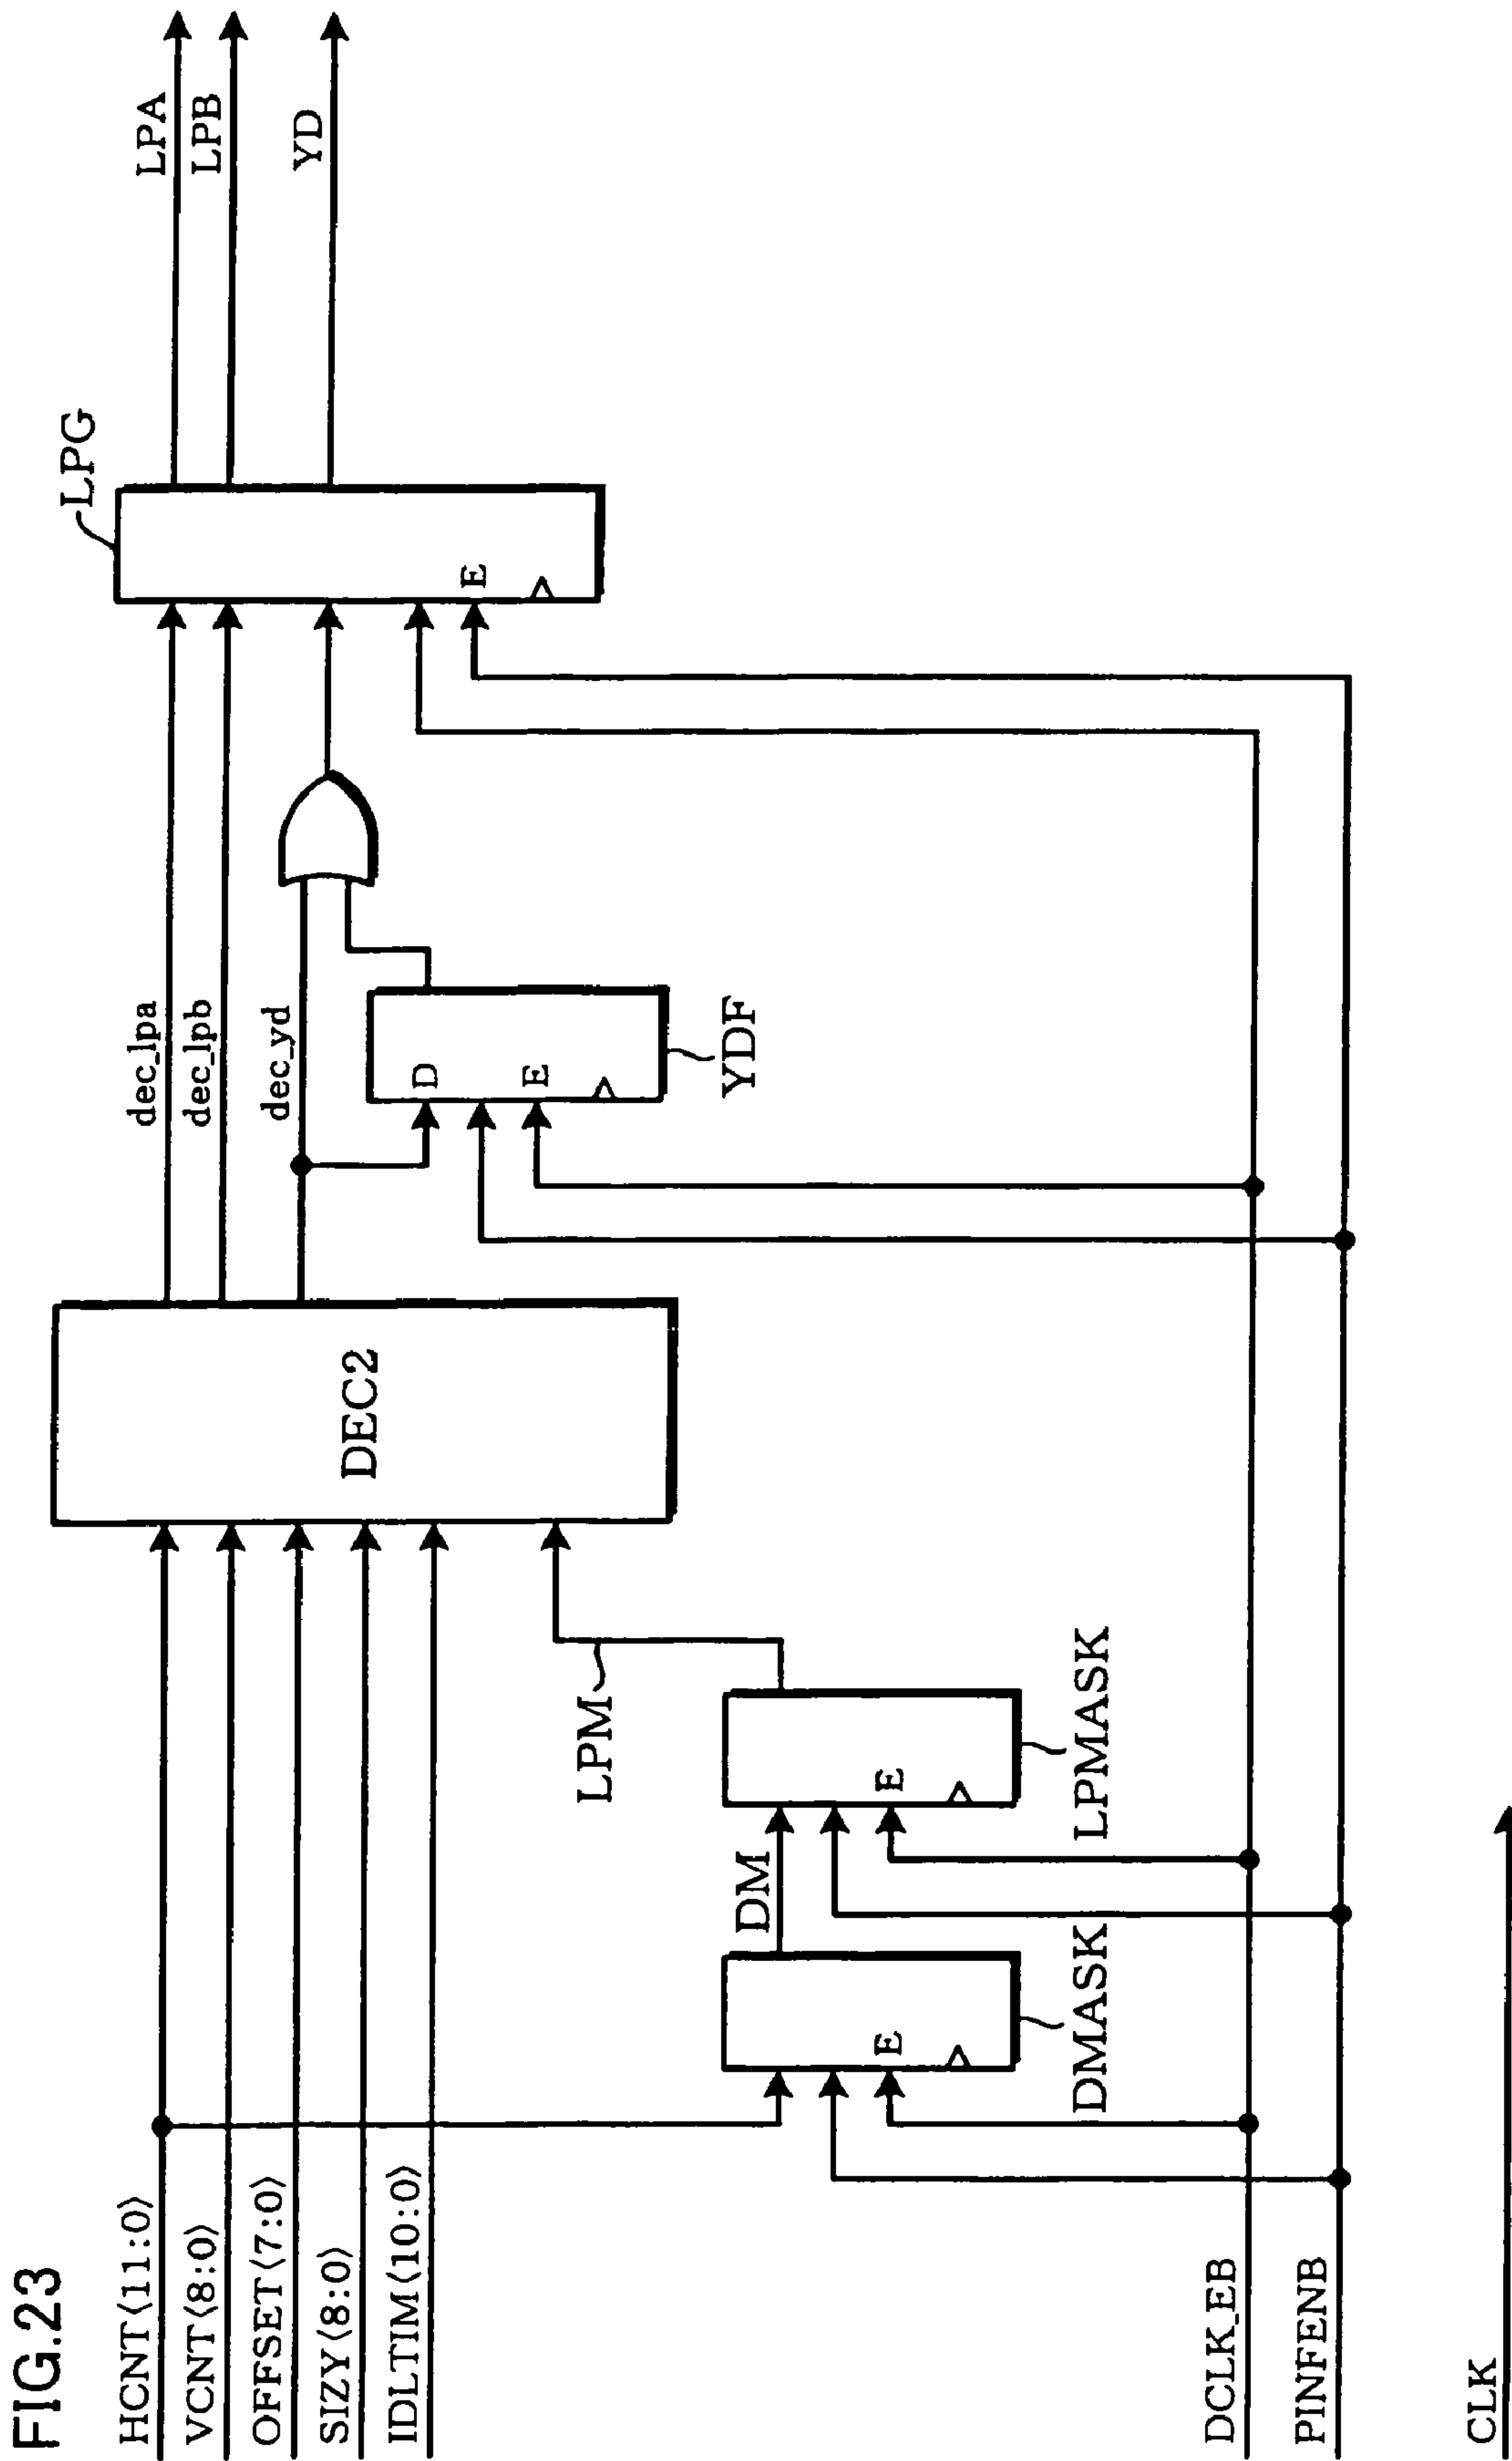 FIG.23
HCNT⟨11:0⟩
VCNT⟨8:0⟩
OFFSET⟨7:0⟩
SIZY⟨8:0⟩
IDLTIM⟨10:0⟩
DCLK_EB
PINFENB
CLK
E
DMASK
DM
E
LPMASK
LPM
DEC2
dec_lpa
dec_lpb
dec_yd
D
E
YDF
E
LPG
LPA
LPB
YD